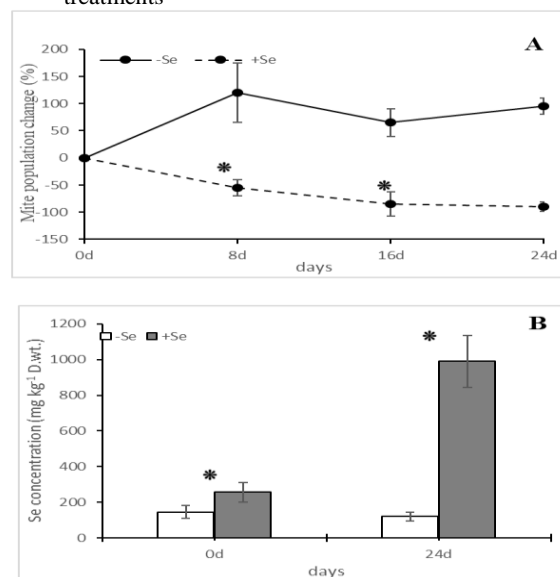 treatments
A
-Se +Se
Mite population change (%)
200
150
100
50
0
-50
-100
-150
*
*
0d 8d 16d 24d
days
B
-Se +Se
Se concentration (mg kg⁻¹ D.wt.)
1200
1000
800
600
400
200
0
*
*
0d 24d
days